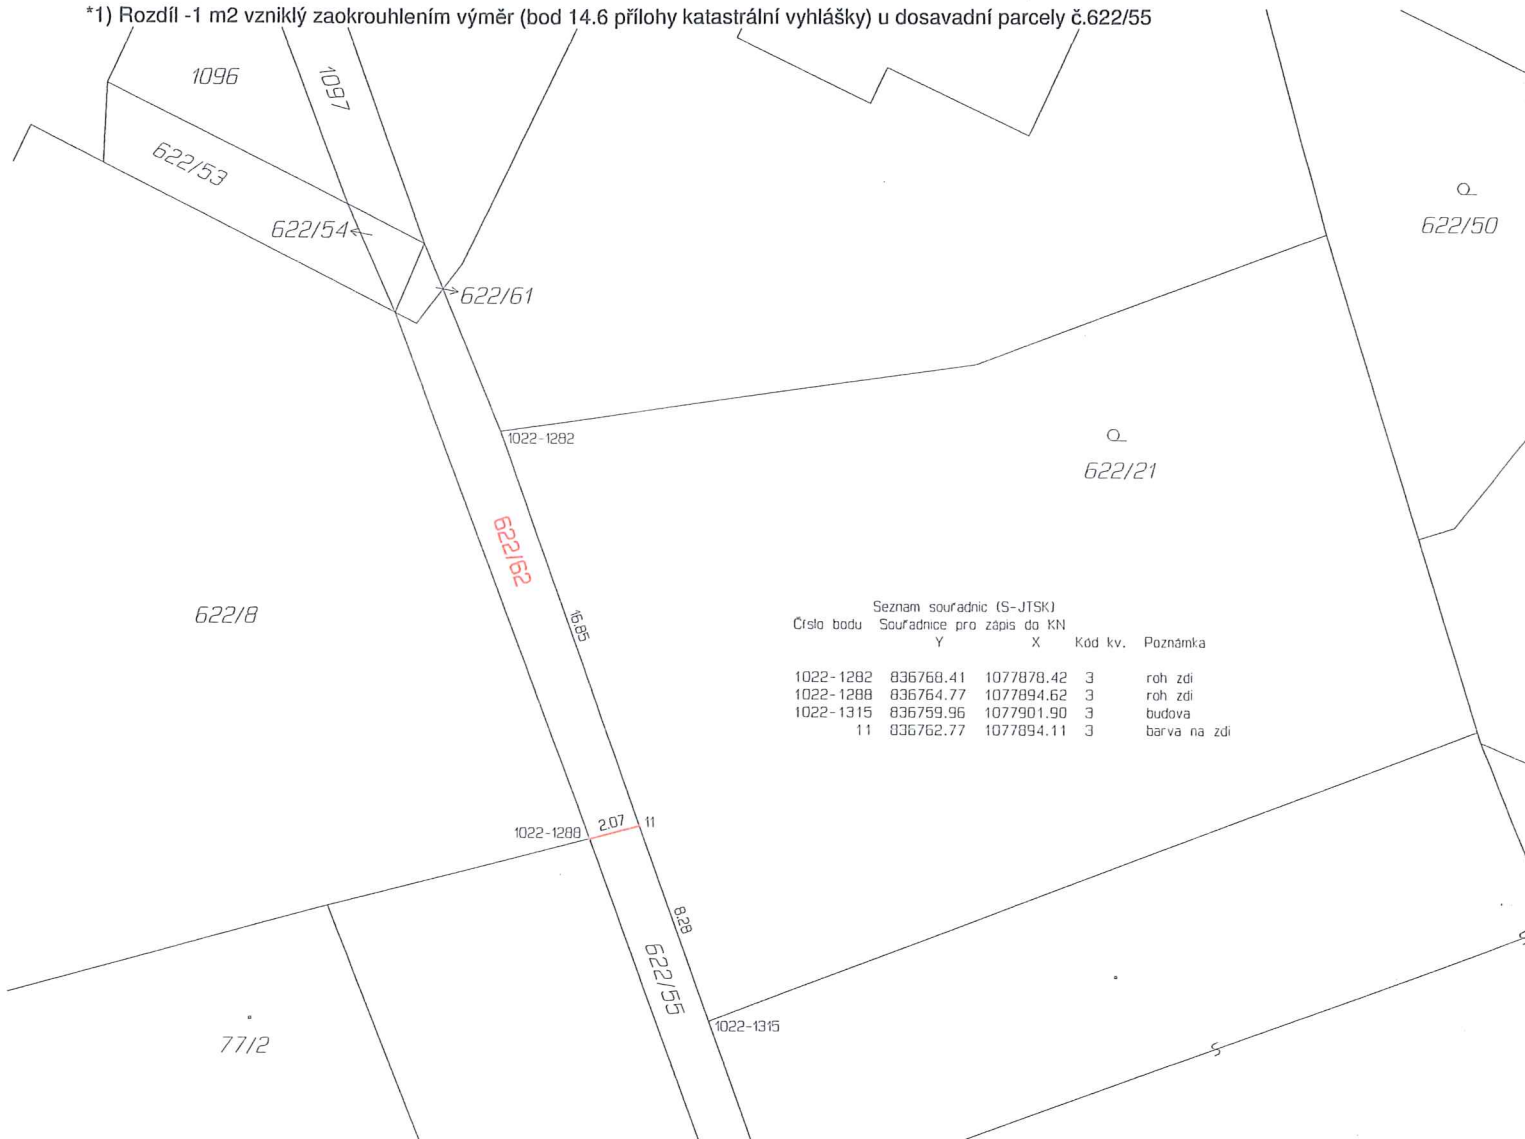 *1) Rozdíl -1 m2 vzniklý zaokrouhlením výměr (bod 14.6 přílohy katastrální vyhlášky) u dosavadní parcely č.622/55
1096
1097
622/53
622/54
622/50
622/61
1022-1282
622/21
622/62
622/8
16.85
Seznam souřadnic (S-JTSK)
Číslo bodu Souřadnice pro zápis do KN
Y X Kód kv. Poznámka
1022-1282 836768.41 1077878.42 3 roh zdi
1022-1288 836764.77 1077894.62 3 roh zdi
1022-1315 836759.96 1077901.90 3 budova
11 836762.77 1077894.11 3 barva na zdi
1022-1288 2.07 11
8.28
622/55
1022-1315
77/2